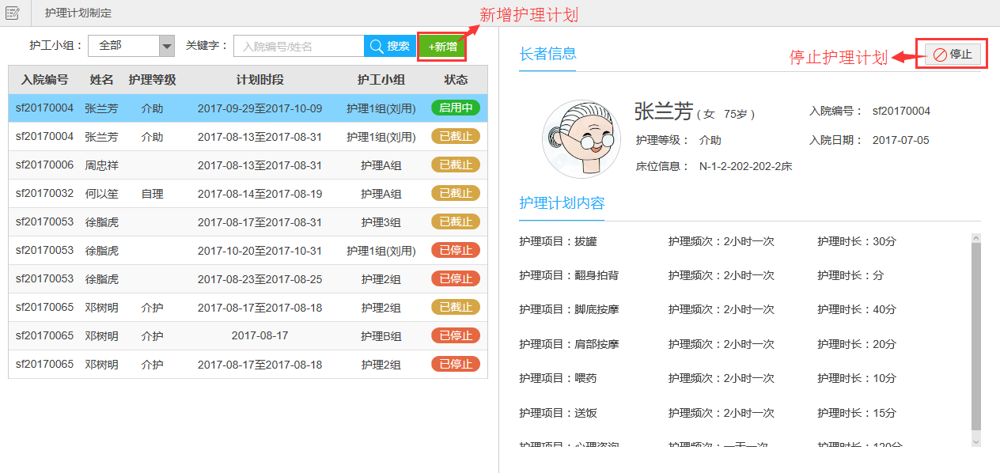 护理计划制定
新增护理计划
护工小组： 全部 关键字： 入院编号/姓名 搜索 +新增
入院编号 姓名 护理等级 计划时段 护工小组 状态
sf20170004 张兰芳 介助 2017-09-29至2017-10-09 护理1组(刘用) 启用中
sf20170004 张兰芳 介助 2017-08-13至2017-08-31 护理1组(刘用) 已截止
sf20170006 周忠祥 2017-08-13至2017-08-31 护理A组 已截止
sf20170032 何以笙 自理 2017-08-14至2017-08-19 护理A组 已截止
sf20170053 徐脂虎 2017-08-17至2017-08-31 护理3组 已截止
sf20170053 徐脂虎 2017-10-20至2017-10-31 护理1组(刘用) 已停止
sf20170053 徐脂虎 2017-08-23至2017-08-25 护理2组 已停止
sf20170065 邓树明 介护 2017-08-17至2017-08-18 护理2组 已截止
sf20170065 邓树明 介护 2017-08-17 护理B组 已停止
sf20170065 邓树明 介护 2017-08-17至2017-08-18 护理2组 已停止
长者信息 停止护理计划 停止
张兰芳 ( 女 75岁 ) 入院编号： sf20170004
护理等级： 介助 入院日期： 2017-07-05
床位信息： N-1-2-202-202-2床
护理计划内容
护理项目：拔罐 护理频次：2小时一次 护理时长：30分
护理项目：翻身拍背 护理频次：2小时一次 护理时长：分
护理项目：脚底按摩 护理频次：2小时一次 护理时长：40分
护理项目：肩部按摩 护理频次：2小时一次 护理时长：20分
护理项目：喂药 护理频次：2小时一次 护理时长：10分
护理项目：送饭 护理频次：2小时一次 护理时长：15分
护理项目：心理咨询 护理频次：一天一次 护理时长：120分